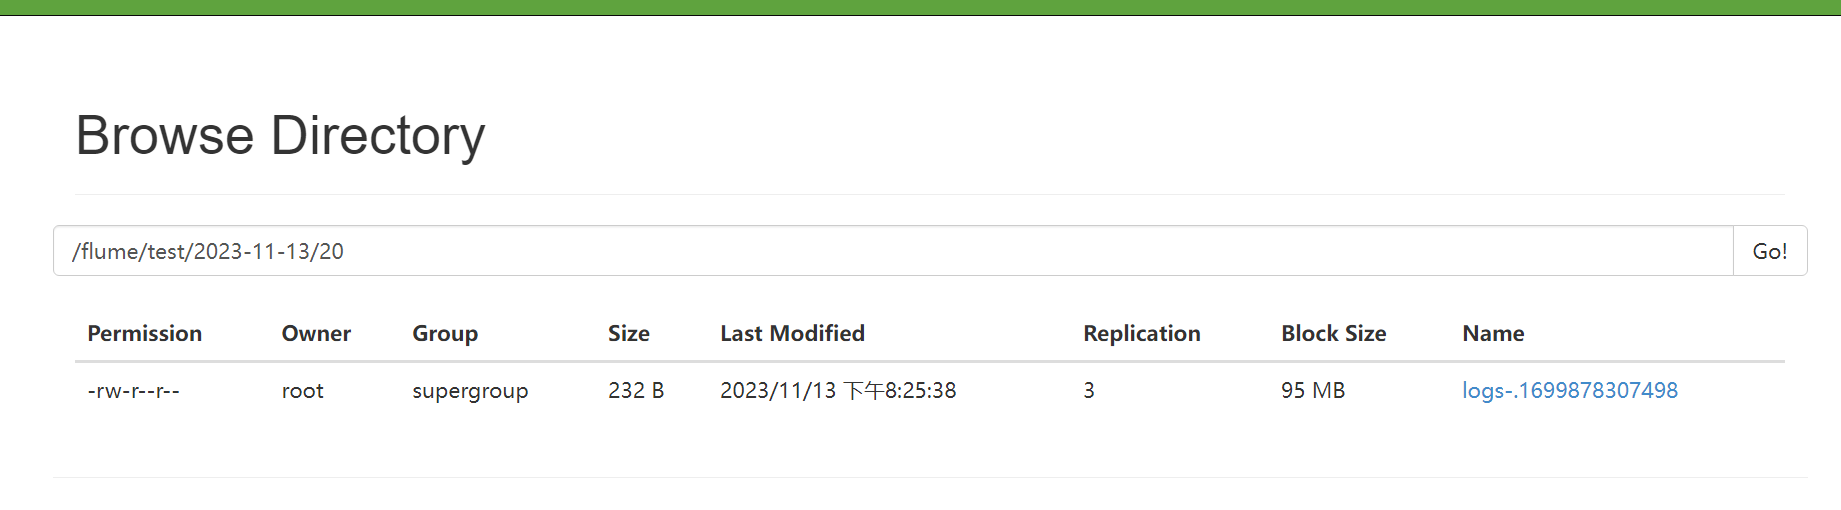 Browse Directory
/flume/test/2023-11-13/20 Go!
Permission Owner Group Size Last Modified Replication Block Size Name
-rw-r--r-- root supergroup 232 B 2023/11/13 下午8:25:38 3 95 MB logs-.1699878307498